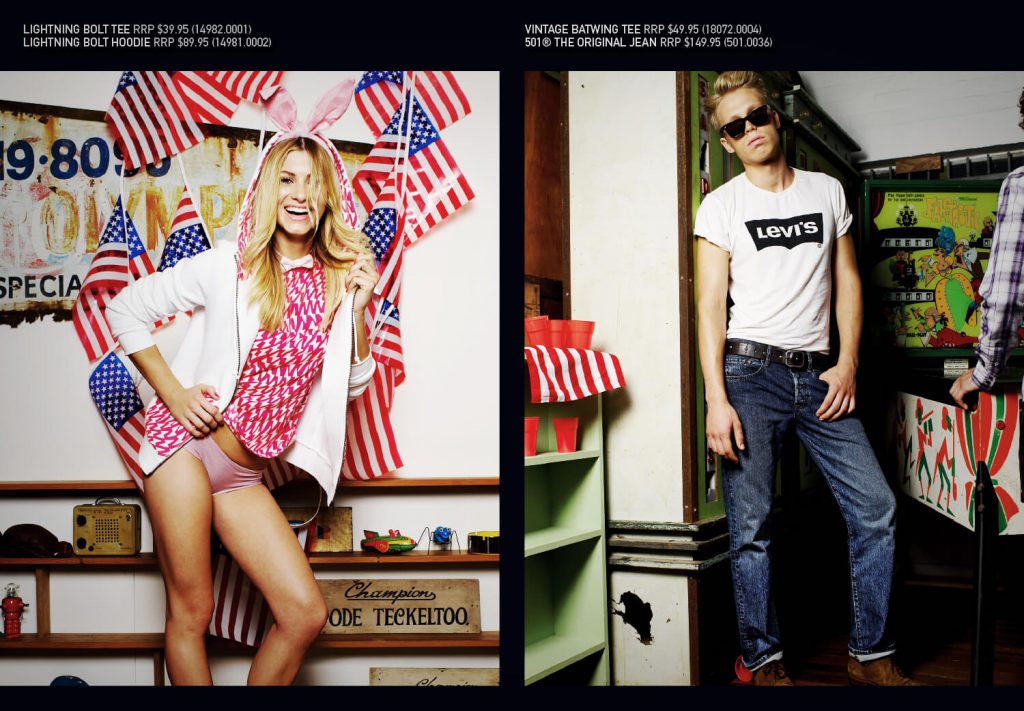 LIGHTNING BOLT TEE RRP $39.95 (14982.0001)
LIGHTNING BOLT HOODIE RRP $89.95 (14981.0002)
VINTAGE BATWING TEE RRP $49.95 (18072.0004)
501® THE ORIGINAL JEAN RRP $149.95 (501.0036)
19·809
OLYMP
SPECIA
LEVI'S
®
Champion
ODE TECKELTOO.
Champion